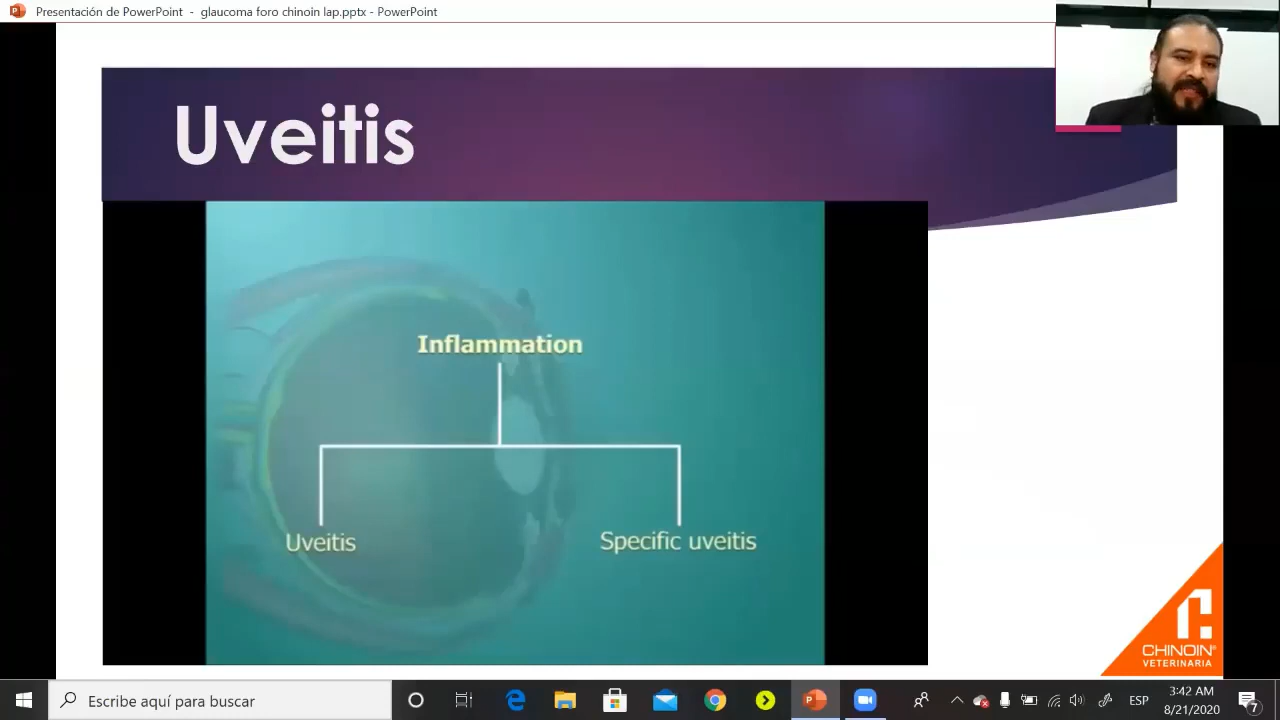 Presentación de PowerPoint - glaucoma foro chinoin lap.pptx - PowerPoint
Uveitis
Inflammation
Uveitis
Specific uveitis
CHINOIN®
VETERINARIA
Escribe aquí para buscar
ESP
3:42 AM
8/21/2020
7